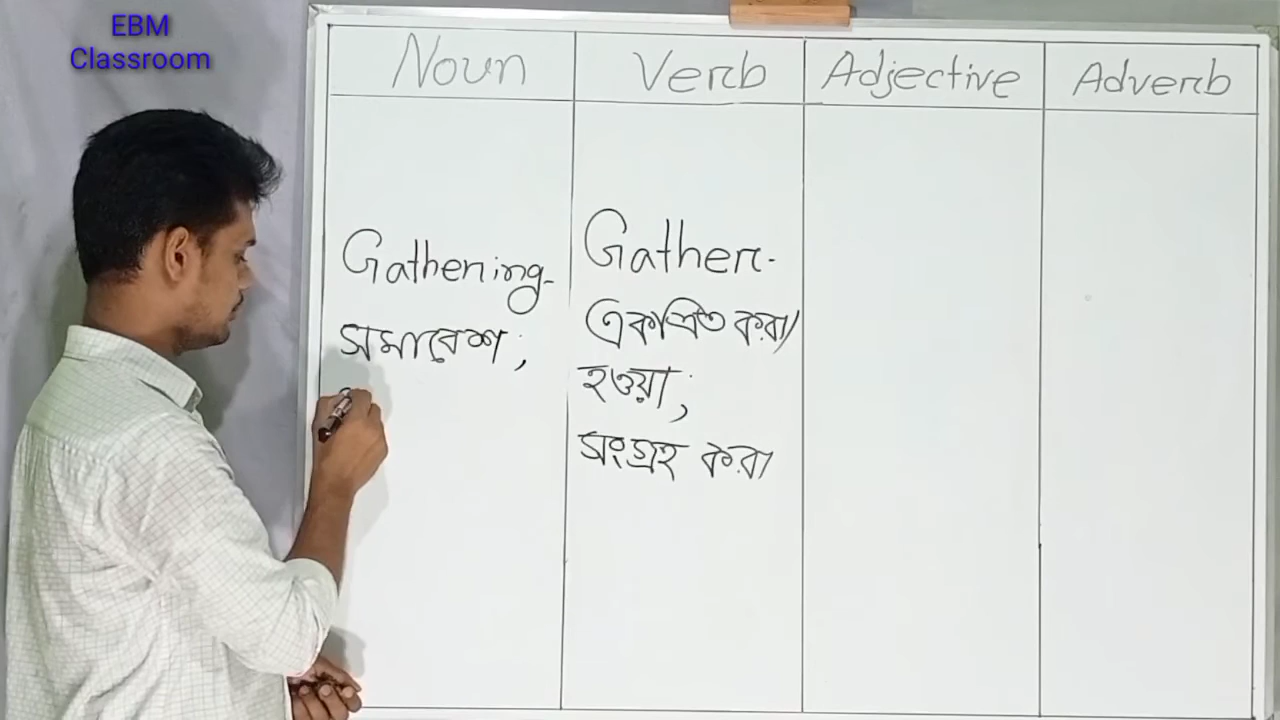 EBM
Classroom
Noun Verb Adjective Adverb
Gathering-
সমাবেশ;
Gather-
একত্রিত করা/
হওয়া;
সংগ্রহ করা